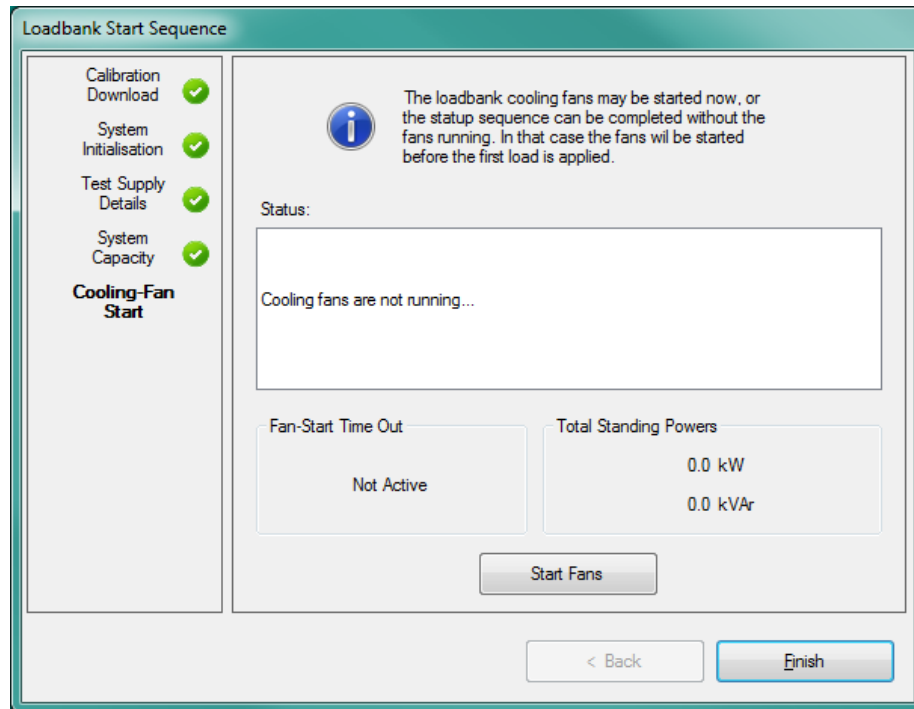 Loadbank Start Sequence
Calibration
Download
System
Initialisation
Test Supply
Details
System
Capacity
Cooling-Fan
Start
The loadbank cooling fans may be started now, or
the statup sequence can be completed without the
fans running. In that case the fans wil be started
before the first load is applied.
Status:
Cooling fans are not running...
Fan-Start Time Out
Not Active
Total Standing Powers
0.0 kW
0.0 kVAr
Start Fans
< Back
Finish